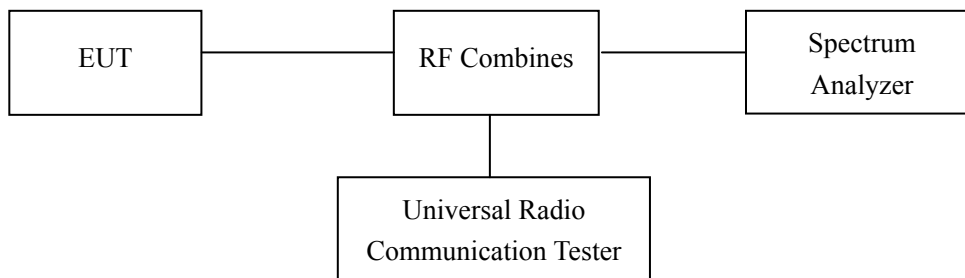 EUT
RF Combines
Spectrum
Analyzer
Universal Radio
Communication Tester